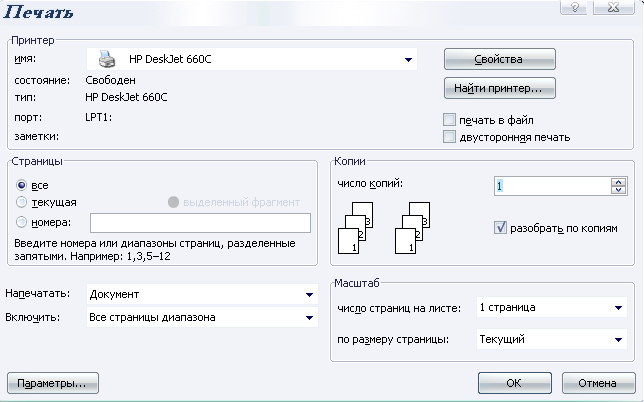 Печать
Принтер
имя: HP DeskJet 660C
Свойства
состояние: Свободен
тип: HP DeskJet 660C
Найти принтер...
порт: LPT1:
заметки:
печать в файл
двусторонняя печать
Страницы
все
текущая выделенный фрагмент
номера:
Введите номера или диапазоны страниц, разделенные
запятыми. Например: 1,3,5–12
Копии
число копий: 1
3 3
2 2
1 1
разобрать по копиям
Напечатать: Документ
Включить: Все страницы диапазона
Масштаб
число страниц на листе: 1 страница
по размеру страницы: Текущий
Параметры...
ОК
Отмена